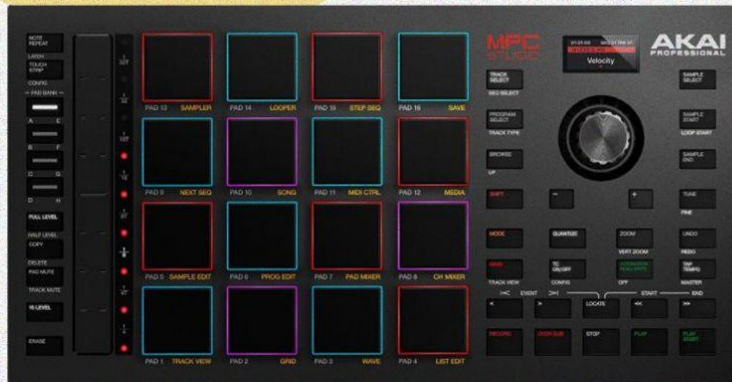 NOTE
REPEAT
LATCH
TOUCH
STRIP
CONFIG
PAD BANK
A E
B F
C G
D H
FULL LEVEL
HALF LEVEL
COPY
DELETE
PAD MUTE
TRACK MUTE
16 LEVEL
ERASE
PAD 13 SAMPLER
PAD 14 LOOPER
PAD 15 STEP SEQ
PAD 16 SAVE
PAD 9 NEXT SEQ
PAD 10 SONG
PAD 11 MIDI CTRL
PAD 12 MEDIA
PAD 5 SAMPLE EDIT
PAD 6 PROG EDIT
PAD 7 PAD MIXER
PAD 8 CH MIXER
PAD 1 TRACK VIEW
PAD 2 GRID
PAD 3 WAVE
PAD 4 LIST EDIT
MPC
STUDIO
Velocity
AKAI
PROFESSIONAL
TRACK
SELECT
SEQ SELECT
SAMPLE
SELECT
PROGRAM
SELECT
TRACK TYPE
SAMPLE
START
LOOP START
BROWSE
UP
SAMPLE
END
SHIFT
-
+
TUNE
FINE
MODE
QUANTIZE
ZOOM
VERT ZOOM
UNDO
REDO
MAIN
TRACK VIEW
TC
ON/OFF
CONFIG
AUTOMATION
READ/WRITE
OFF
TAP
TEMPO
MASTER
EVENT
START
END
<
>
LOCATE
<<
>>
RECORD
OVER DUB
STOP
PLAY
PLAY
START